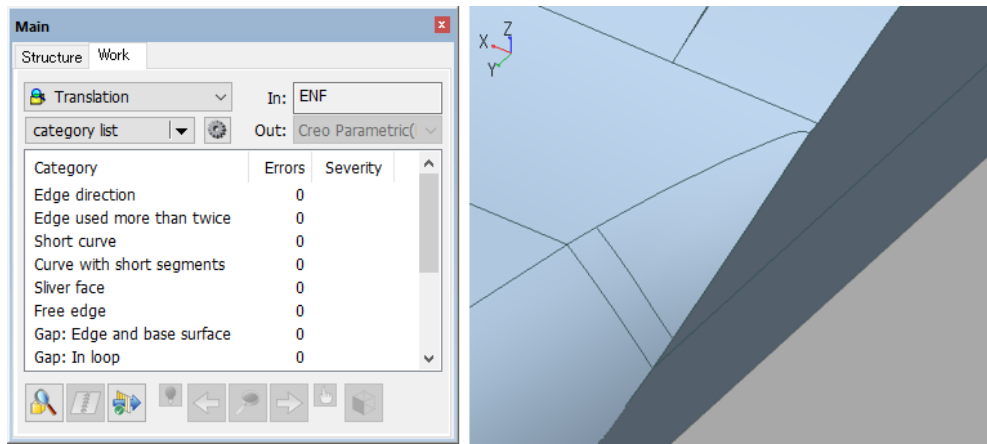 Main
Structure Work
Translation In: ENF
category list Out: Creo Parametric(
Category Errors Severity
Edge direction 0
Edge used more than twice 0
Short curve 0
Curve with short segments 0
Sliver face 0
Free edge 0
Gap: Edge and base surface 0
Gap: In loop 0
Z
X
Y